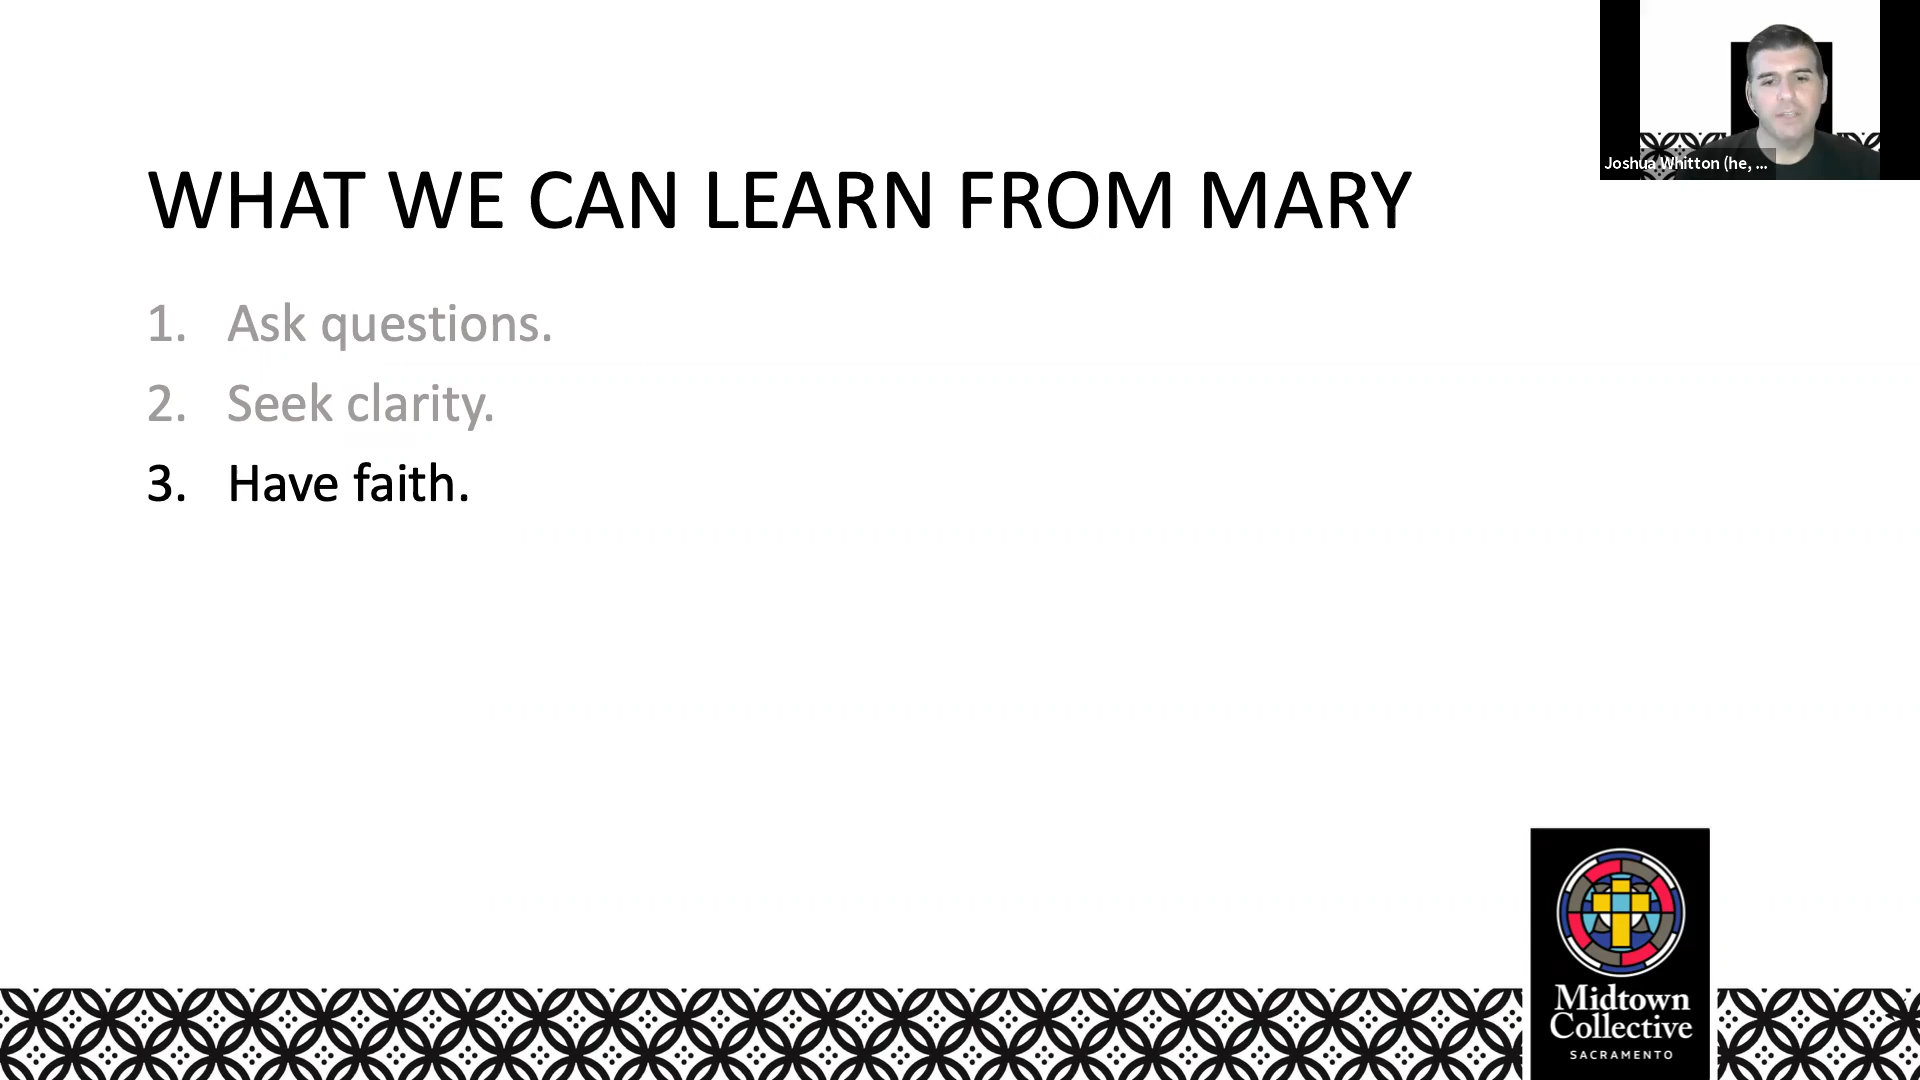 Joshua Whitton (he, ...
WHAT WE CAN LEARN FROM MARY
1. Ask questions.
2. Seek clarity.
3. Have faith.
Midtown
Collective
SACRAMENTO